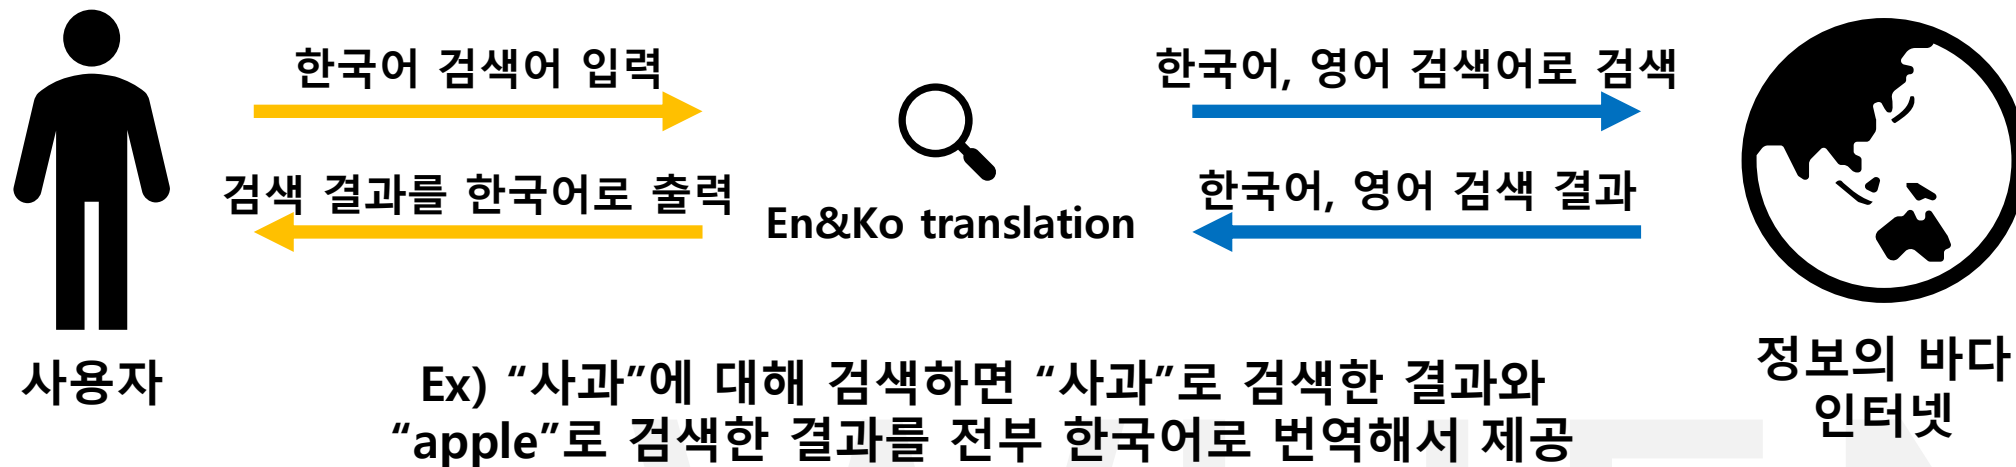 한국어 검색어 입력
한국어, 영어 검색어로 검색
검색 결과를 한국어로 출력
한국어, 영어 검색 결과
En&Ko translation
사용자
정보의 바다
인터넷
Ex) “사과”에 대해 검색하면 “사과”로 검색한 결과와
“apple”로 검색한 결과를 전부 한국어로 번역해서 제공